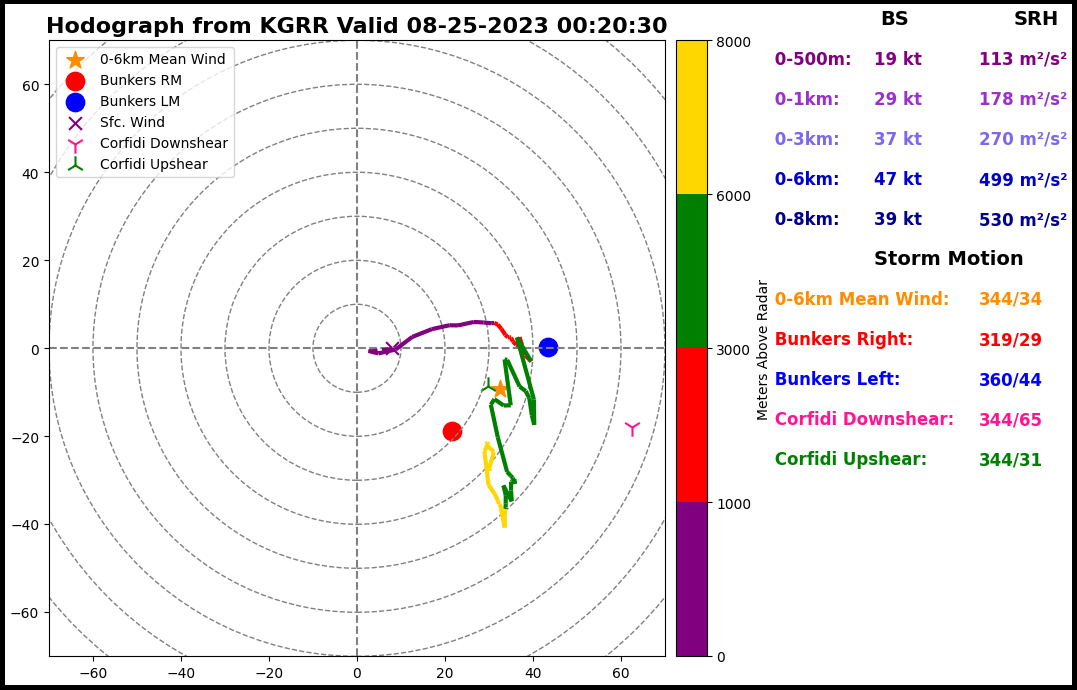 Hodograph from KGRR Valid 08-25-2023 00:20:30
0-6km Mean Wind
Bunkers RM
Bunkers LM
Sfc. Wind
Corfidi Downshear
Corfidi Upshear
60
40
20
0
−20
−40
−60
−60 −40 −20 0 20 40 60
8000
6000
3000
1000
0
Meters Above Radar
BS SRH
0-500m: 19 kt 113 m²/s²
0-1km: 29 kt 178 m²/s²
0-3km: 37 kt 270 m²/s²
0-6km: 47 kt 499 m²/s²
0-8km: 39 kt 530 m²/s²
Storm Motion
0-6km Mean Wind: 344/34
Bunkers Right: 319/29
Bunkers Left: 360/44
Corfidi Downshear: 344/65
Corfidi Upshear: 344/31